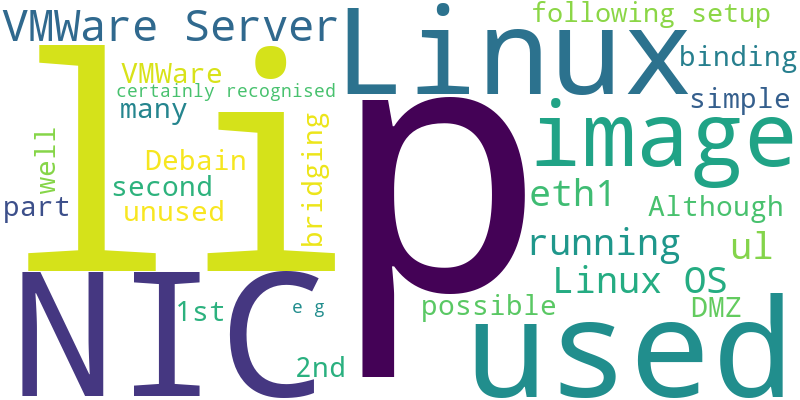 VMWare Server
Linux
following setup
binding
simple
VMWare
certainly recognised
many
li
p
image
well
Debain
bridging
second
eth1
Although
part
unused
running
ul
NIC
Linux OS
1st
e g
possible
DMZ
used
2nd